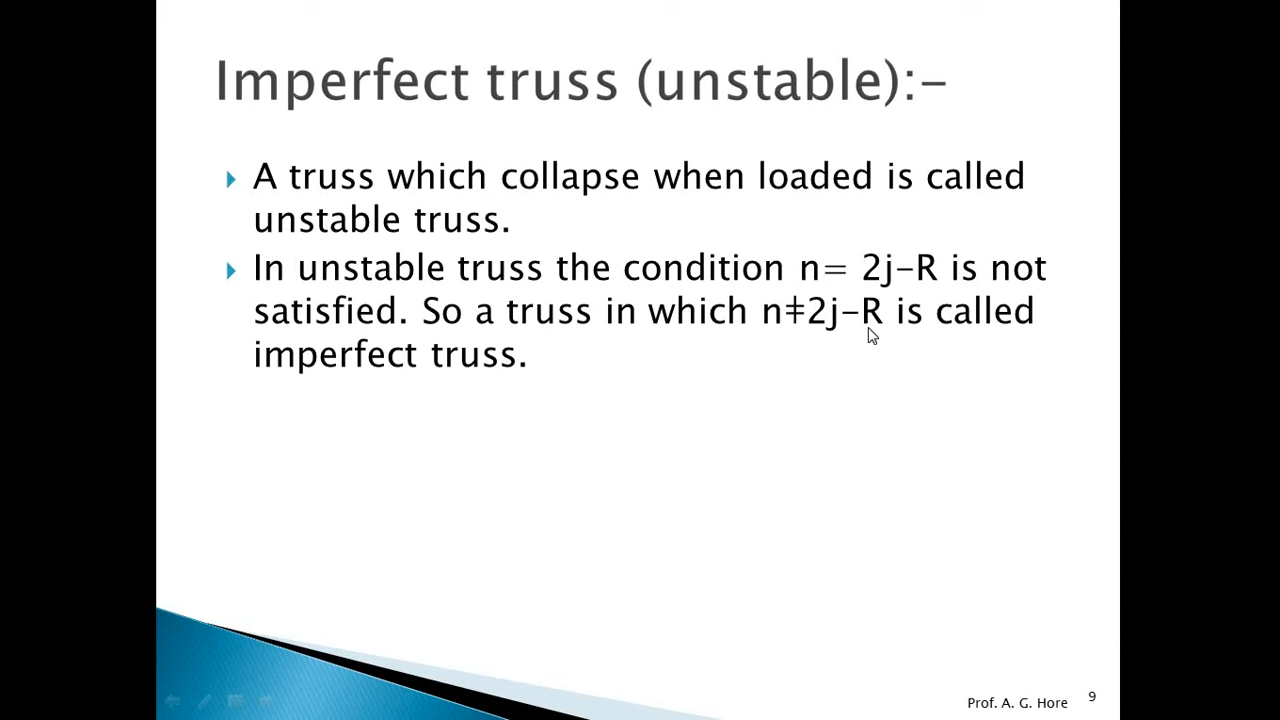 Imperfect truss (unstable):-
A truss which collapse when loaded is called
unstable truss.
In unstable truss the condition n= 2j-R is not
satisfied. So a truss in which n‡2j-R is called
imperfect truss.
Prof. A. G. Hore
9